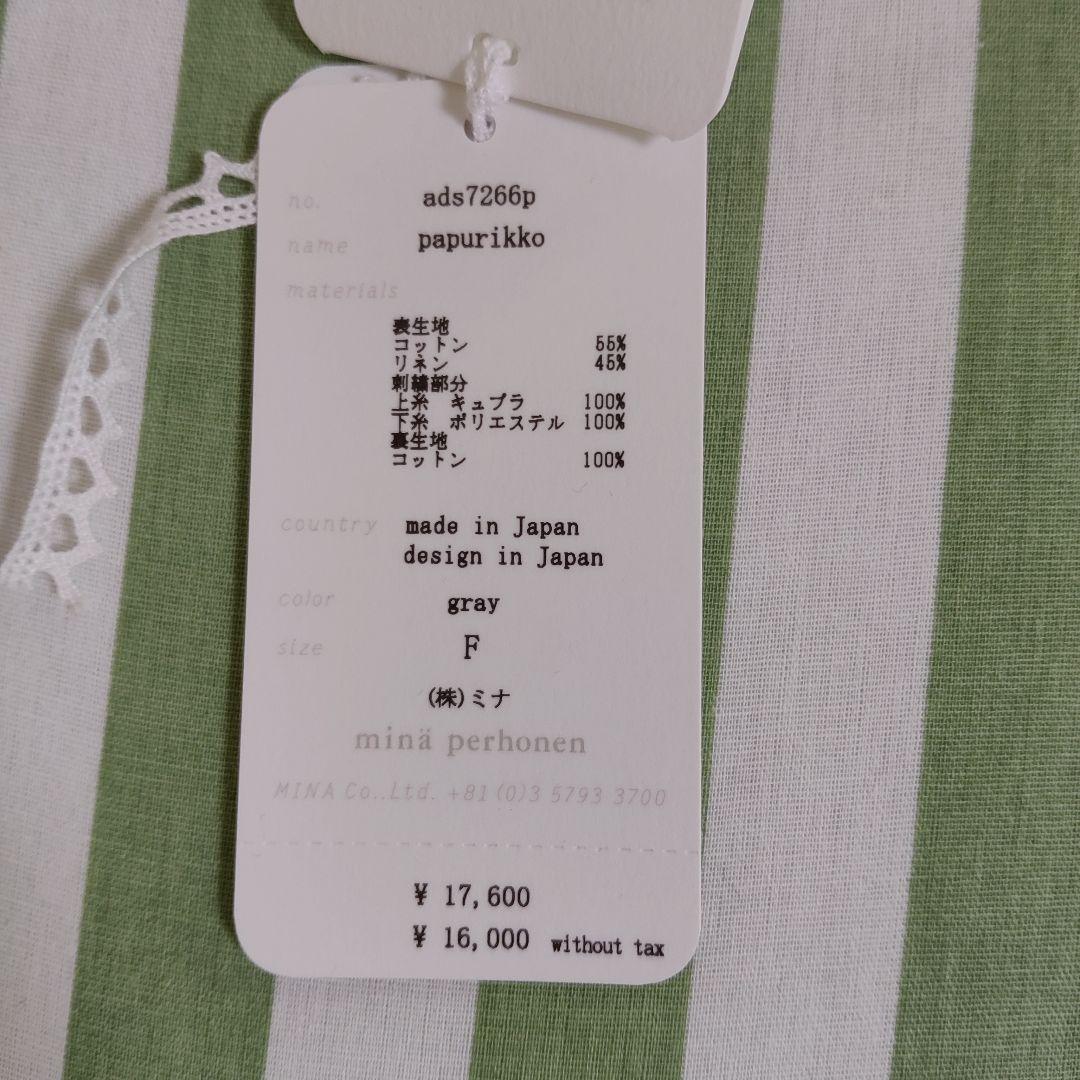 no. ads7266p
name papurikko
materials
表生地
コットン 55%
リネン 45%
刺繍部分
上糸 キュプラ 100%
下糸 ポリエステル 100%
裏生地
コットン 100%
country made in Japan
design in Japan
color gray
size F
(株)ミナ
minä perhonen
MINA Co.,Ltd. +81 (0)3 5793 3700
¥ 17,600
¥ 16,000 without tax